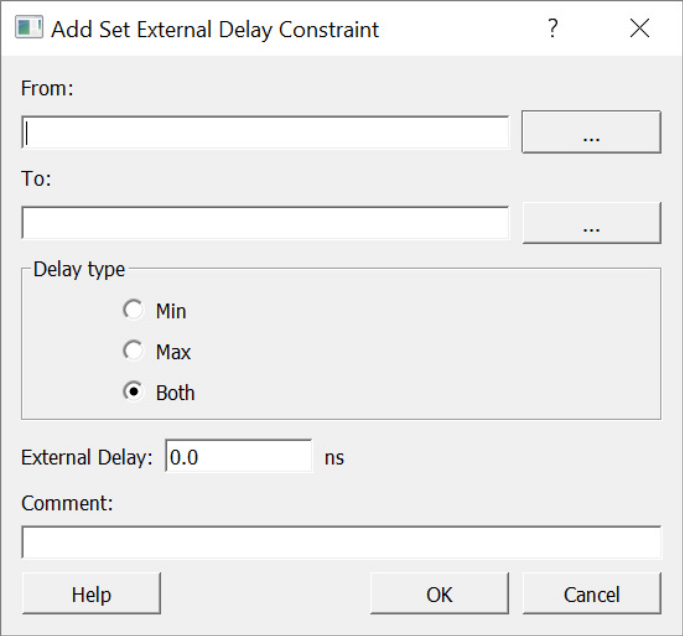 Add Set External Delay Constraint ?
From:
...
To:
...
Delay type
Min
Max
Both
External Delay: 0.0 ns
Comment:
Help OK Cancel